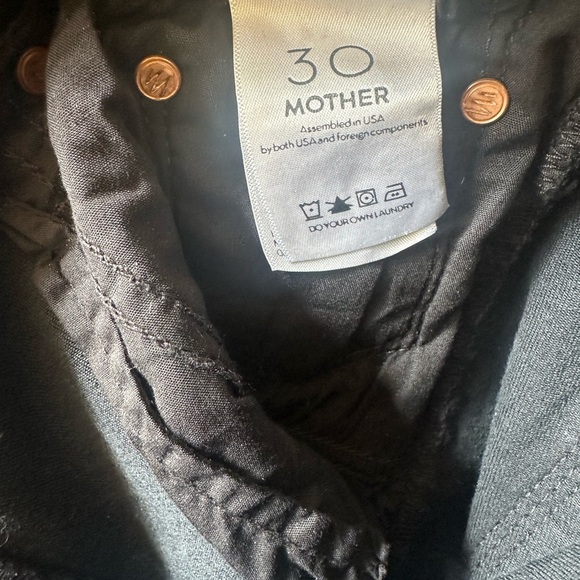 30
MOTHER
Assembled in USA
by both USA and foreign components
DO YOUR OWN LAUNDRY
M
M